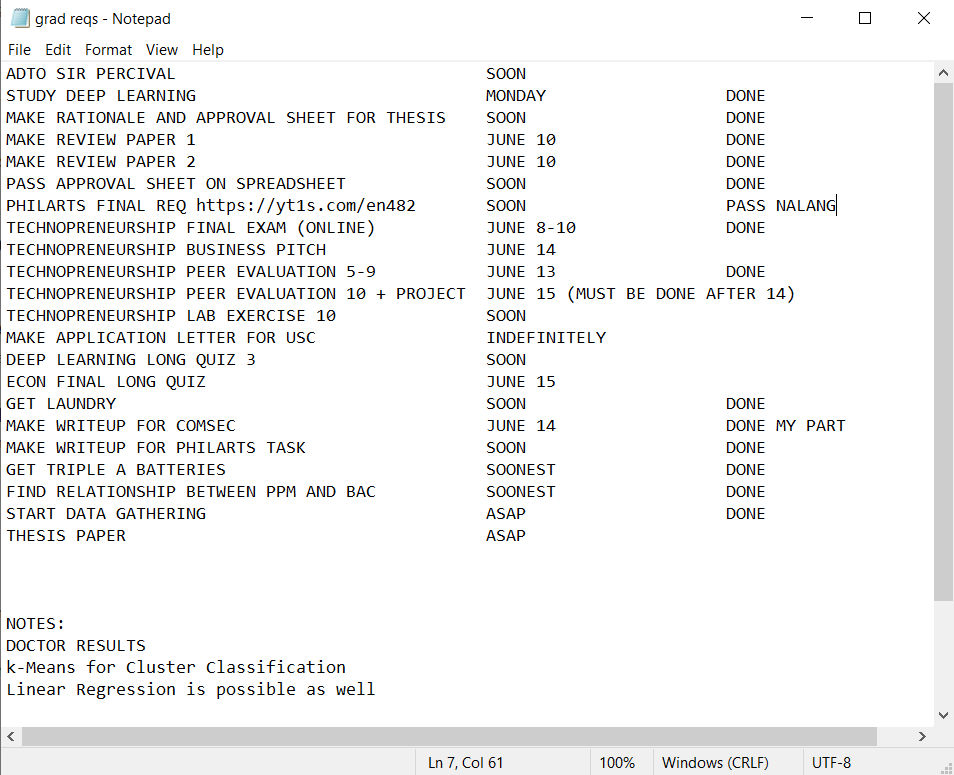 grad reqs - Notepad
File Edit Format View Help
ADTO SIR PERCIVAL SOON
STUDY DEEP LEARNING MONDAY DONE
MAKE RATIONALE AND APPROVAL SHEET FOR THESIS SOON DONE
MAKE REVIEW PAPER 1 JUNE 10 DONE
MAKE REVIEW PAPER 2 JUNE 10 DONE
PASS APPROVAL SHEET ON SPREADSHEET SOON DONE
PHILARTS FINAL REQ https://yt1s.com/en482 SOON PASS NALANG
TECHNOPRENEURSHIP FINAL EXAM (ONLINE) JUNE 8-10 DONE
TECHNOPRENEURSHIP BUSINESS PITCH JUNE 14
TECHNOPRENEURSHIP PEER EVALUATION 5-9 JUNE 13 DONE
TECHNOPRENEURSHIP PEER EVALUATION 10 + PROJECT JUNE 15 (MUST BE DONE AFTER 14)
TECHNOPRENEURSHIP LAB EXERCISE 10 SOON
MAKE APPLICATION LETTER FOR USC INDEFINITELY
DEEP LEARNING LONG QUIZ 3 SOON
ECON FINAL LONG QUIZ JUNE 15
GET LAUNDRY SOON DONE
MAKE WRITEUP FOR COMSEC JUNE 14 DONE MY PART
MAKE WRITEUP FOR PHILARTS TASK SOON DONE
GET TRIPLE A BATTERIES SOONEST DONE
FIND RELATIONSHIP BETWEEN PPM AND BAC SOONEST DONE
START DATA GATHERING ASAP DONE
THESIS PAPER ASAP
NOTES:
DOCTOR RESULTS
k-Means for Cluster Classification
Linear Regression is possible as well
Ln 7, Col 61 100% Windows (CRLF) UTF-8